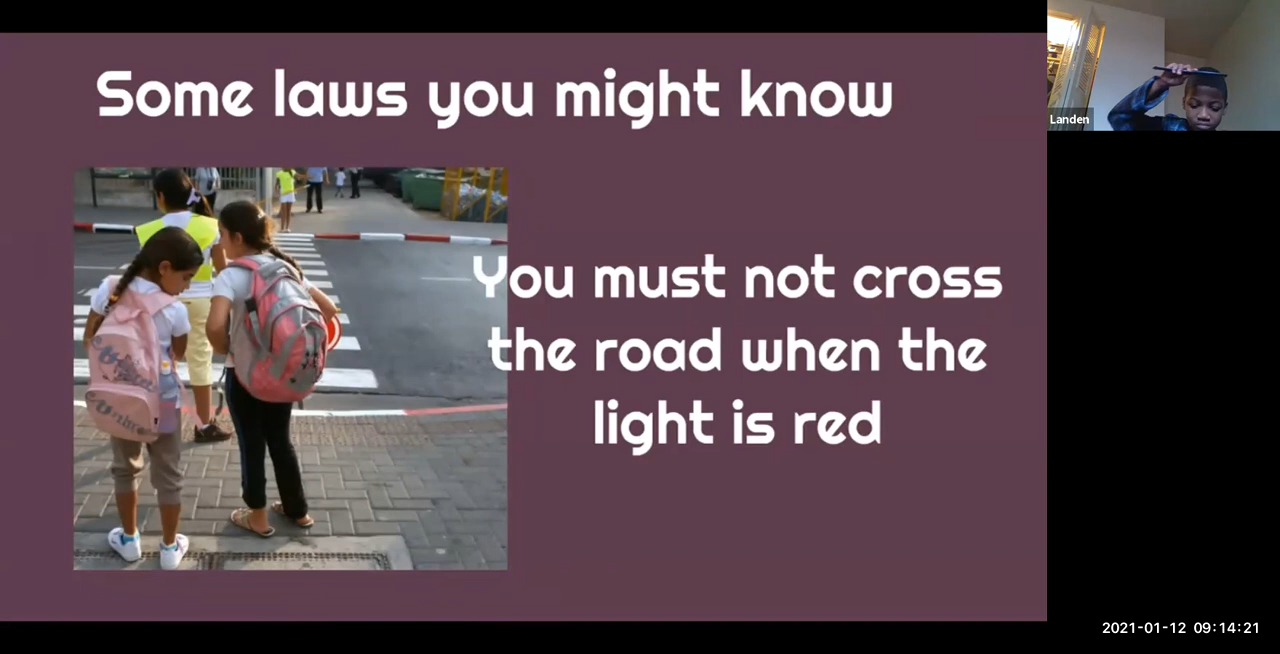 Some laws you might know
Landen
You must not cross
the road when the
light is red
2021-01-12 09:14:21